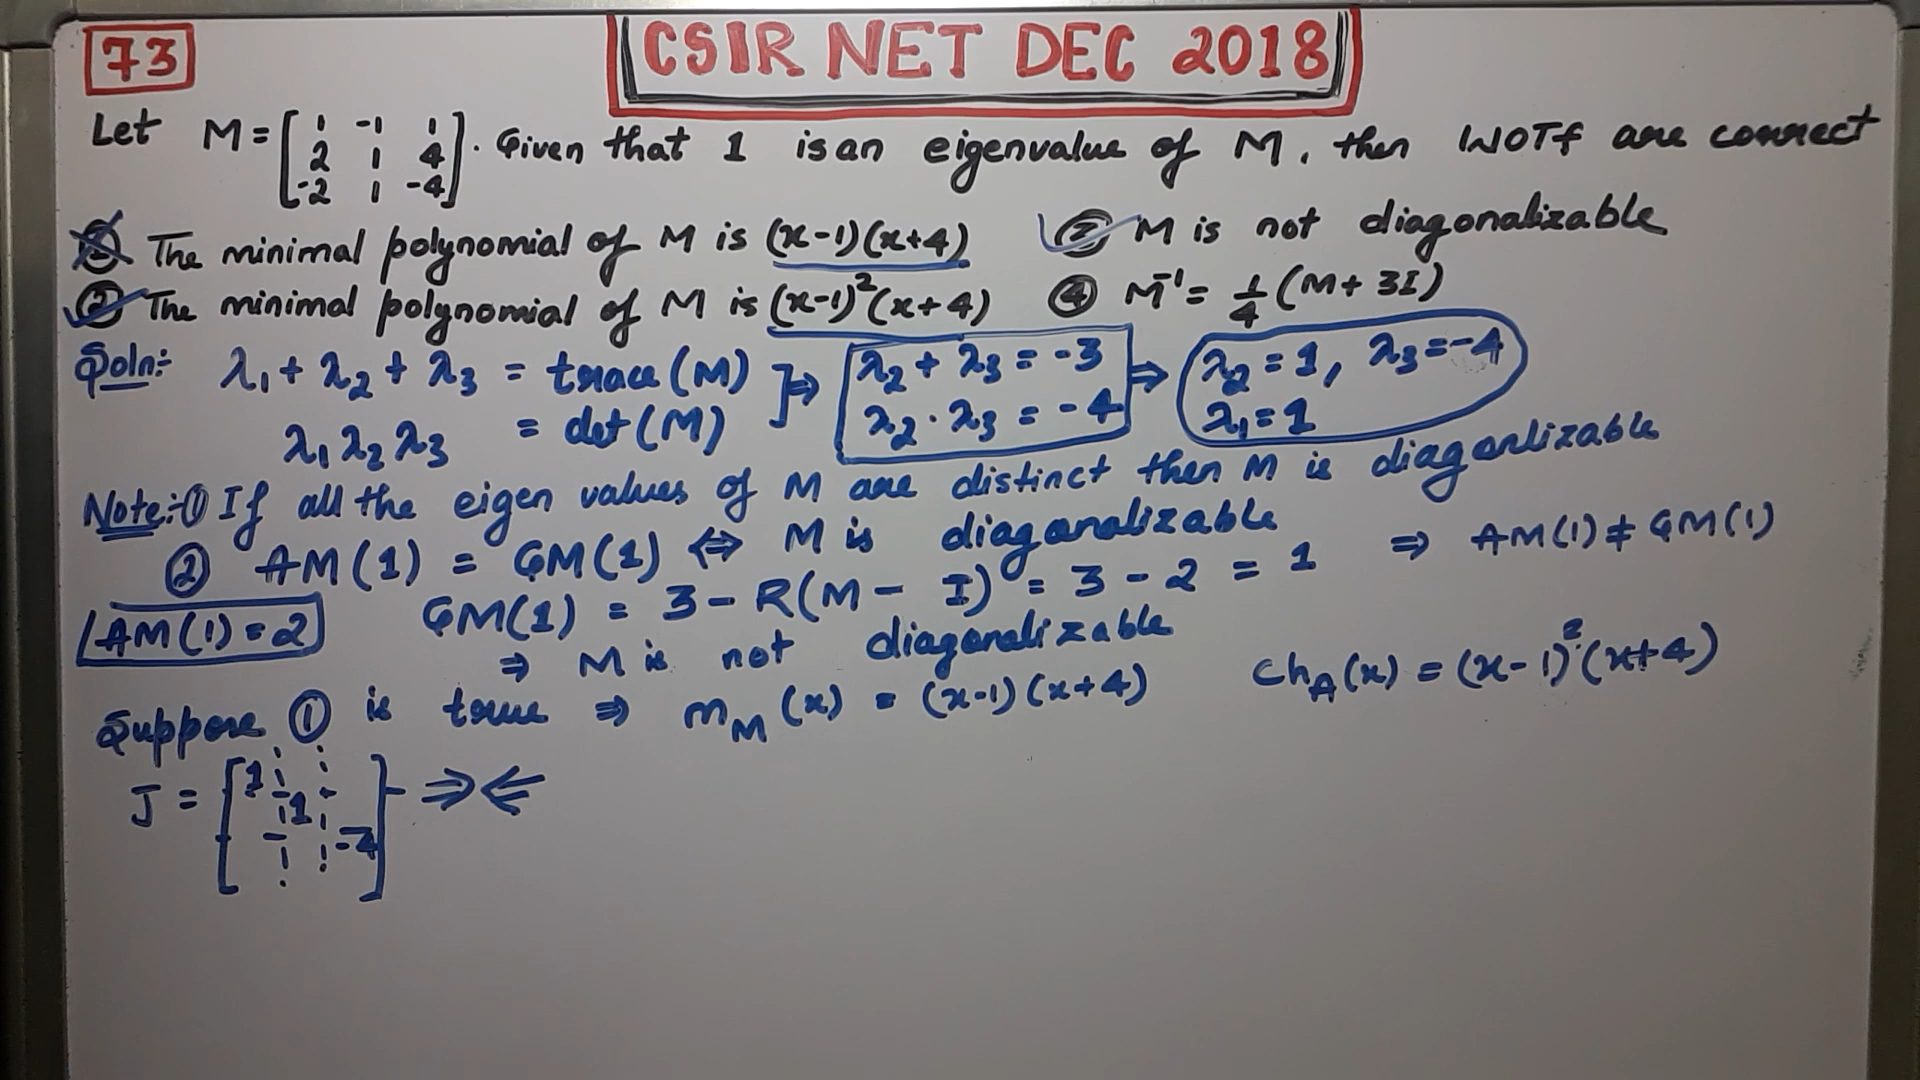 73
CSIR NET DEC 2018
Let M = [1 -1 1; 2 1 4; -2 1 -4]. Given that 1 is an eigenvalue of M, then WOTf are correct
① The minimal polynomial of M is (x-1)(x+4)
② M is not diagonalizable
③ The minimal polynomial of M is (x-1)²(x+4)
④ M⁻¹ = 1/4 (M+3I)
Soln:- λ₁ + λ₂ + λ₃ = trace(M)
λ₁ λ₂ λ₃ = det(M)
] ⇒
λ₂ + λ₃ = -3
λ₂ . λ₃ = -4
⇒
λ₂ = 1, λ₃ = -4
λ₁ = 1
Note:-① If all the eigen values of M are distinct then M is diagonlizable
② AM(1) = GM(1) ⇔ M is diagonalizable
AM(1) = 2
GM(1) = 3 - R(M - I) = 3 - 2 = 1 ⇒ AM(1) ≠ GM(1)
⇒ M is not diagonalizable
Suppose ① is true ⇒ m_M(x) = (x-1)(x+4)
ch_A(x) = (x-1)²(x+4)
J = [1 1 -4] ⇒⇐